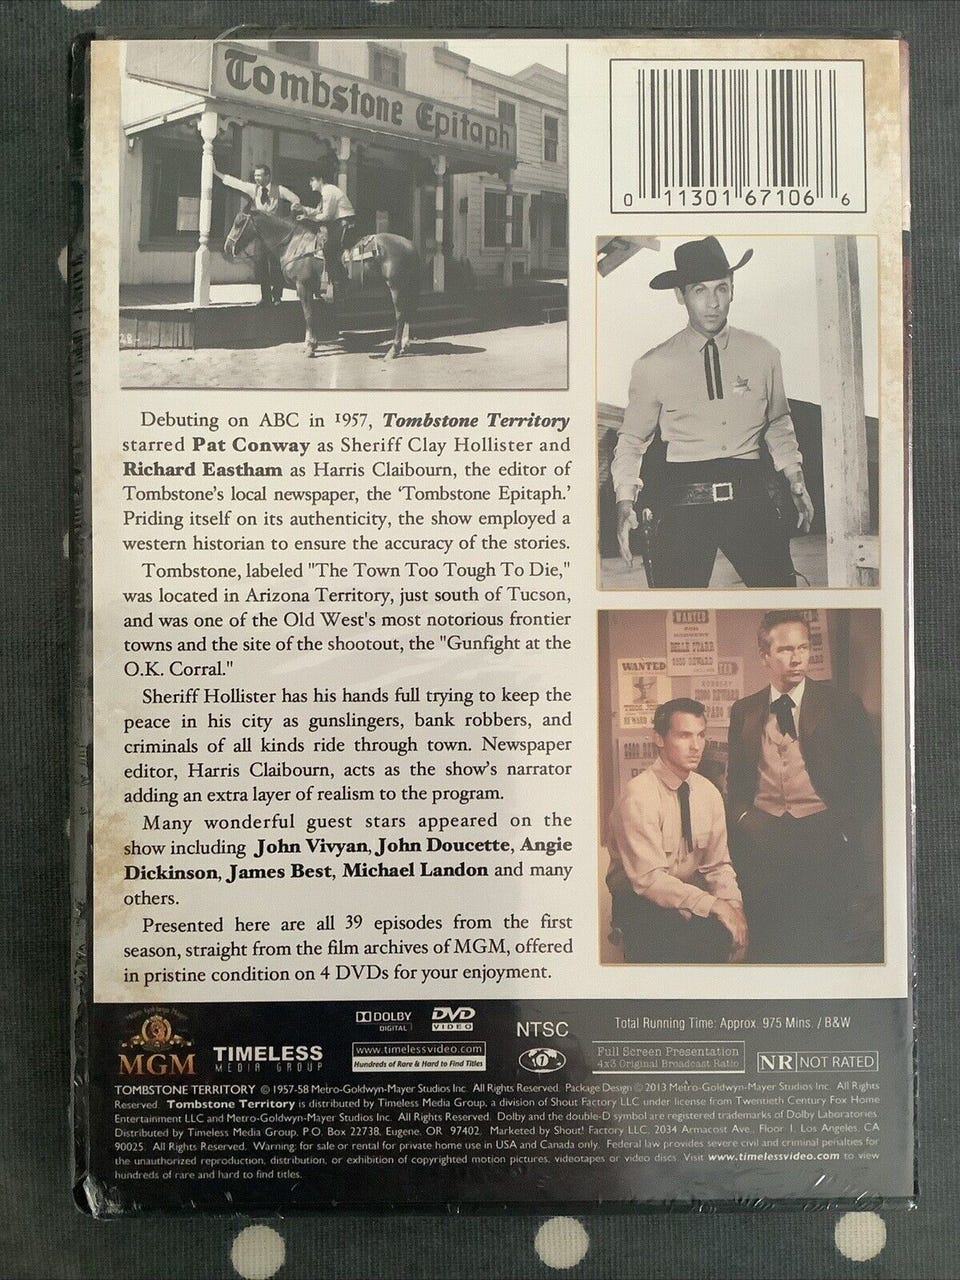 Tombstone Epitaph
0 11301 67106 6
28-
Debuting on ABC in 1957, Tombstone Territory
starred Pat Conway as Sheriff Clay Hollister and
Richard Eastham as Harris Claibourn, the editor of
Tombstone's local newspaper, the 'Tombstone Epitaph.'
Priding itself on its authenticity, the show employed a
western historian to ensure the accuracy of the stories.
Tombstone, labeled "The Town Too Tough To Die,"
was located in Arizona Territory, just south of Tucson,
and was one of the Old West's most notorious frontier
towns and the site of the shootout, the "Gunfight at the
O.K. Corral."
Sheriff Hollister has his hands full trying to keep the
peace in his city as gunslingers, bank robbers, and
criminals of all kinds ride through town. Newspaper
editor, Harris Claibourn, acts as the show's narrator
adding an extra layer of realism to the program.
Many wonderful guest stars appeared on the
show including John Vivyan, John Doucette, Angie
Dickinson, James Best, Michael Landon and many
others.
Presented here are all 39 episodes from the first
season, straight from the film archives of MGM, offered
in pristine condition on 4 DVDs for your enjoyment.
WANTED
BELLE STARR
REWARD
WANTED
REWARD
MGM
TIMELESS
MEDIA GROUP
DOLBY
DIGITAL
DVD
VIDEO
www.timelessvideo.com
Hundreds of Rare & Hard to Find Titles
NTSC
1
Total Running Time: Approx. 975 Mins. / B&W
Full Screen Presentation
4x3 Original Broadcast Ratio
NR NOT RATED
TOMBSTONE TERRITORY © 1957-58 Metro-Goldwyn-Mayer Studios Inc. All Rights Reserved. Package Design © 2013 Metro-Goldwyn-Mayer Studios Inc. All Rights
Reserved. Tombstone Territory is distributed by Timeless Media Group, a division of Shout Factory LLC under license from Twentieth Century Fox Home
Entertainment LLC and Metro-Goldwyn-Mayer Studios Inc. All Rights Reserved. Dolby and the double-D symbol are registered trademarks of Dolby Laboratories.
Distributed by Timeless Media Group, P.O. Box 22738, Eugene, OR 97402. Marketed by Shout! Factory LLC, 2034 Armacost Ave., Floor 1, Los Angeles, CA
90025. All Rights Reserved. Warning: for sale or rental for private home use in USA and Canada only. Federal law provides severe civil and criminal penalties for
the unauthorized reproduction, distribution, or exhibition of copyrighted motion pictures, videotapes or video discs. Visit www.timelessvideo.com to view
hundreds of rare and hard to find titles.